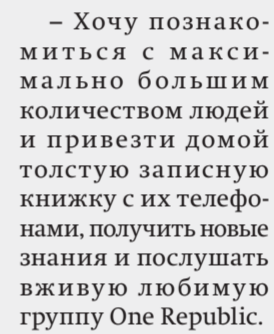 – Хочу познако-
миться с макси-
мально большим
количеством людей
и привезти домой
толстую записную
книжку с их телефо-
нами, получить новые
знания и послушать
вживую любимую
группу One Republic.